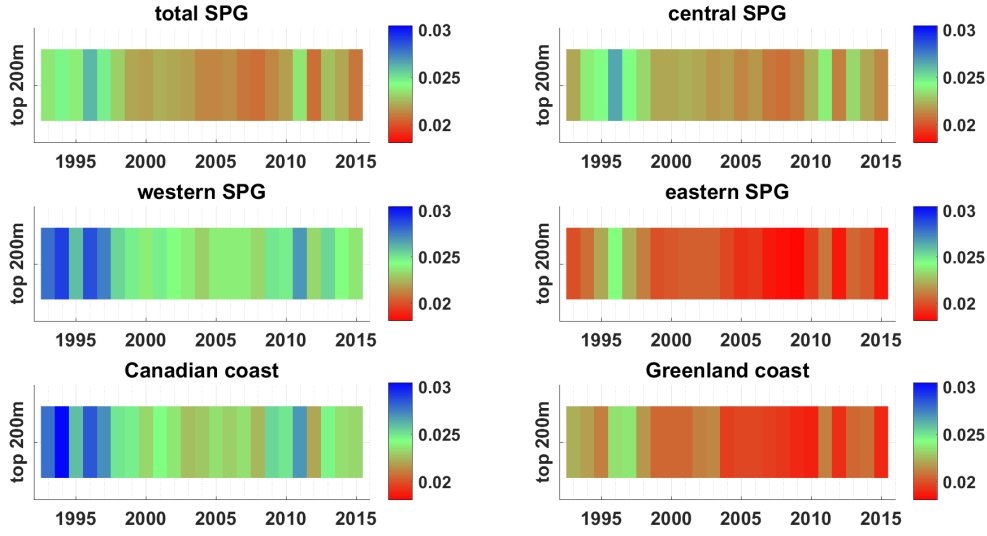 total SPG
top 200m
0.03
0.025
0.02
1995 2000 2005 2010 2015
central SPG
top 200m
0.03
0.025
0.02
1995 2000 2005 2010 2015
western SPG
top 200m
0.03
0.025
0.02
1995 2000 2005 2010 2015
eastern SPG
top 200m
0.03
0.025
0.02
1995 2000 2005 2010 2015
Canadian coast
top 200m
0.03
0.025
0.02
1995 2000 2005 2010 2015
Greenland coast
top 200m
0.03
0.025
0.02
1995 2000 2005 2010 2015